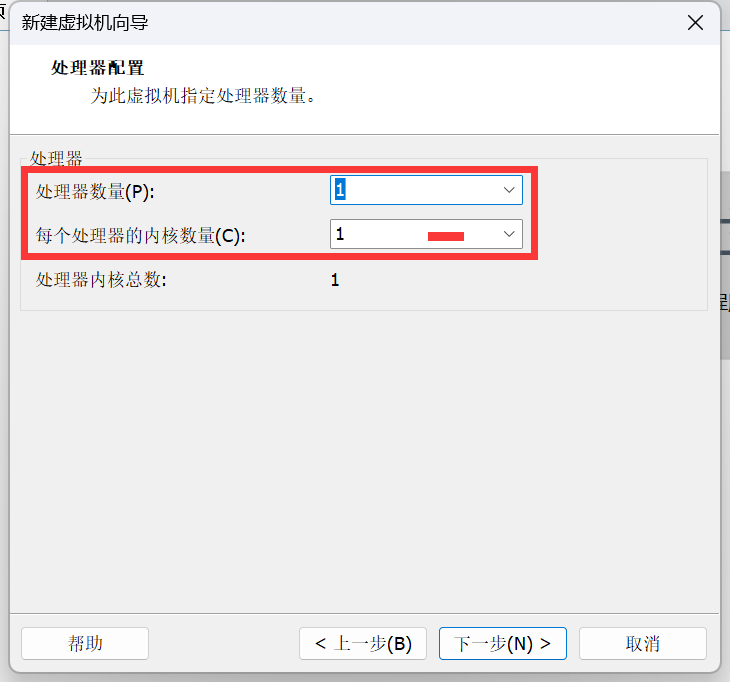 新建虚拟机向导
处理器配置
为此虚拟机指定处理器数量。
处理器
处理器数量(P): 1
每个处理器的内核数量(C): 1
处理器内核总数: 1
帮助 < 上一步(B) 下一步(N) > 取消